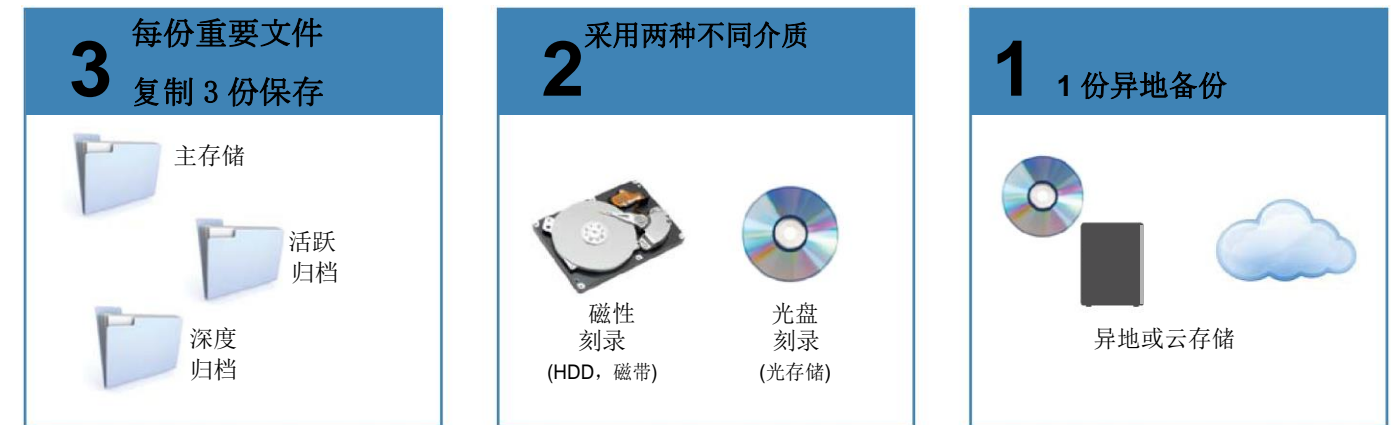 3
每份重要文件
复制 3 份保存
主存储
活跃
归档
深度
归档
2
采用两种不同介质
磁性
刻录
(HDD，磁带)
光盘
刻录
(光存储)
1
1 份异地备份
异地或云存储